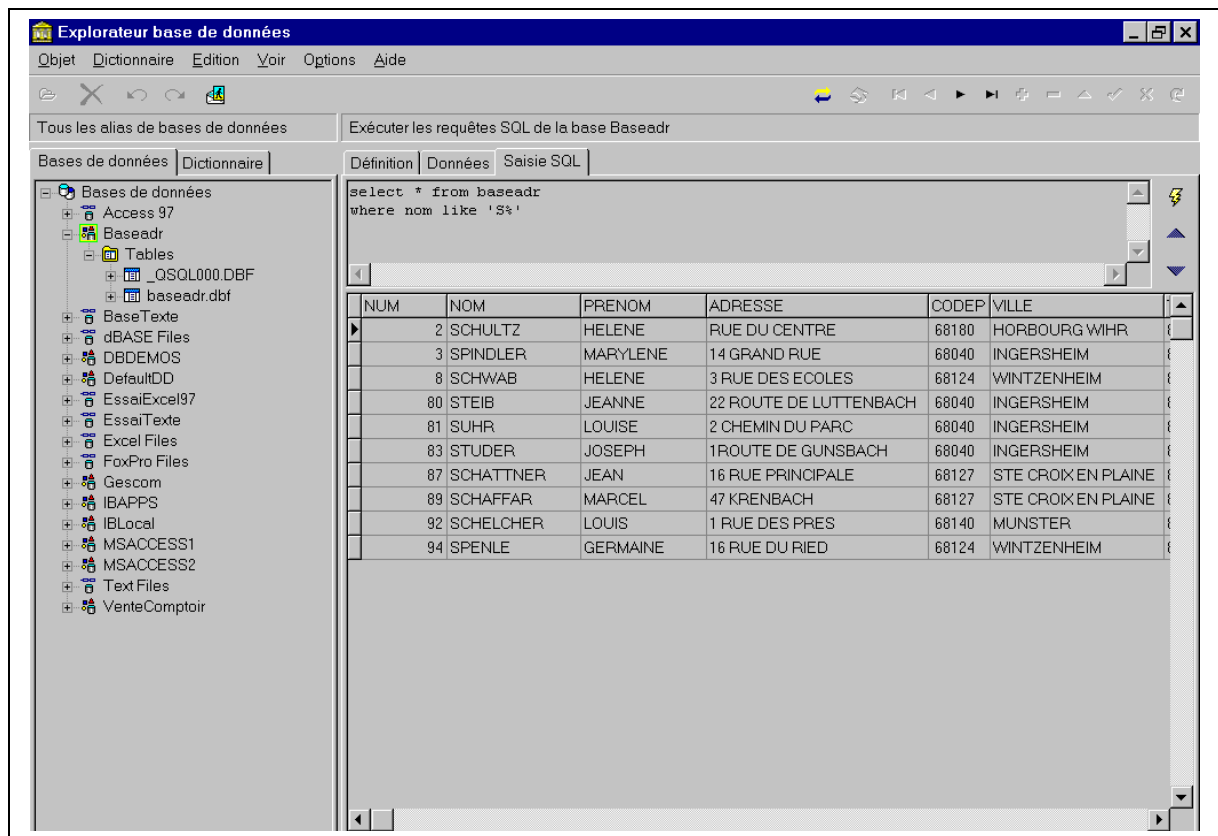 Explorateur base de données
Objet Dictionnaire Edition Voir Options Aide
Tous les alias de bases de données
Exécuter les requêtes SQL de la base Baseadr
Bases de données Dictionnaire
Définition Données Saisie SQL
Bases de données
Access 97
Baseadr
Tables
_QSQL000.DBF
baseadr.dbf
BaseTexte
dBASE Files
DBDEMOS
DefaultDD
EssaiExcel97
EssaiTexte
Excel Files
FoxPro Files
Gescom
IBAPPS
IBLocal
MSACCESS1
MSACCESS2
Text Files
VenteComptoir
select * from baseadr
where nom like 'S%'
NUM NOM PRENOM ADRESSE CODEP VILLE
2 SCHULTZ HELENE RUE DU CENTRE 68180 HORBOURG WIHR
3 SPINDLER MARYLENE 14 GRAND RUE 68040 INGERSHEIM
8 SCHWAB HELENE 3 RUE DES ECOLES 68124 WINTZENHEIM
80 STEIB JEANNE 22 ROUTE DE LUTTENBACH 68040 INGERSHEIM
81 SUHR LOUISE 2 CHEMIN DU PARC 68040 INGERSHEIM
83 STUDER JOSEPH 1ROUTE DE GUNSBACH 68040 INGERSHEIM
87 SCHATTNER JEAN 16 RUE PRINCIPALE 68127 STE CROIX EN PLAINE
89 SCHAFFAR MARCEL 47 KRENBACH 68127 STE CROIX EN PLAINE
92 SCHELCHER LOUIS 1 RUE DES PRES 68140 MUNSTER
94 SPENLE GERMAINE 16 RUE DU RIED 68124 WINTZENHEIM